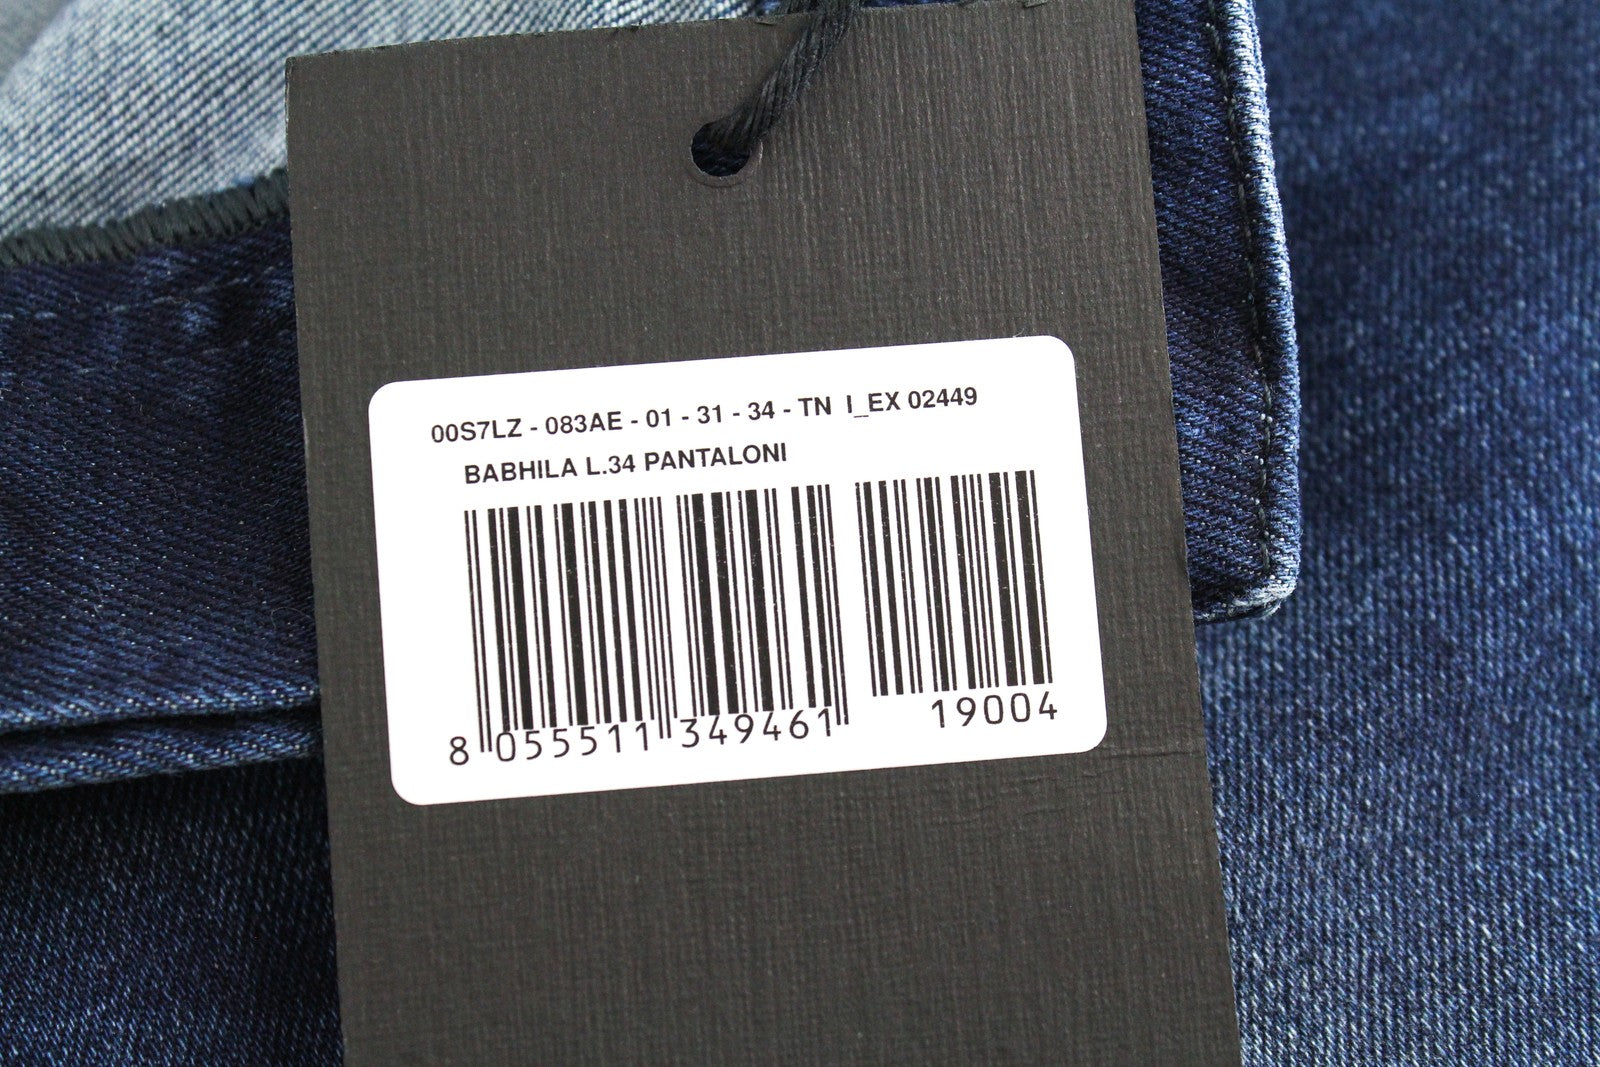 00S7LZ - 083AE - 01 - 31 - 34 - TN I_EX 02449
BABHILA L.34 PANTALONI
8 055511 349461 19004